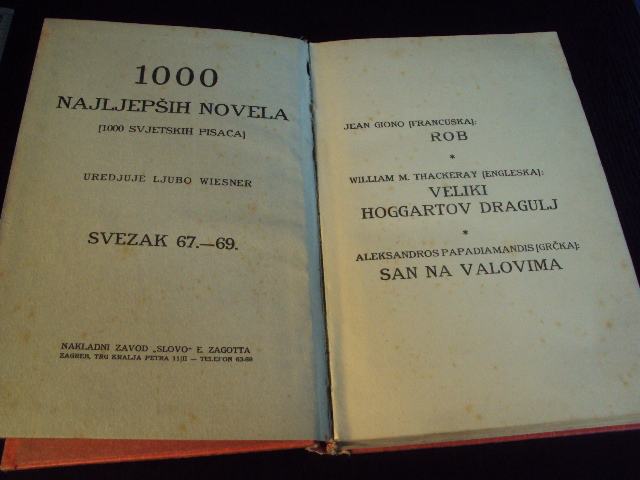 1000
NAJLJEPŠIH NOVELA
[1000 SVJETSKIH PISACA]
UREDJUJE LJUBO WIESNER
SVEZAK 67.—69.
NAKLADNI ZAVOD „SLOVO“ E. ZAGOTTA
ZAGREB, TRG KRALJA PETRA 11/II — TELEFON 63-69
JEAN GIONO [FRANCUSKA]:
ROB
*
WILLIAM M. THACKERAY [ENGLESKA]:
VELIKI
HOGGARTOV DRAGULJ
*
ALEKSANDROS PAPADIAMANDIS [GRČKA]:
SAN NA VALOVIMA